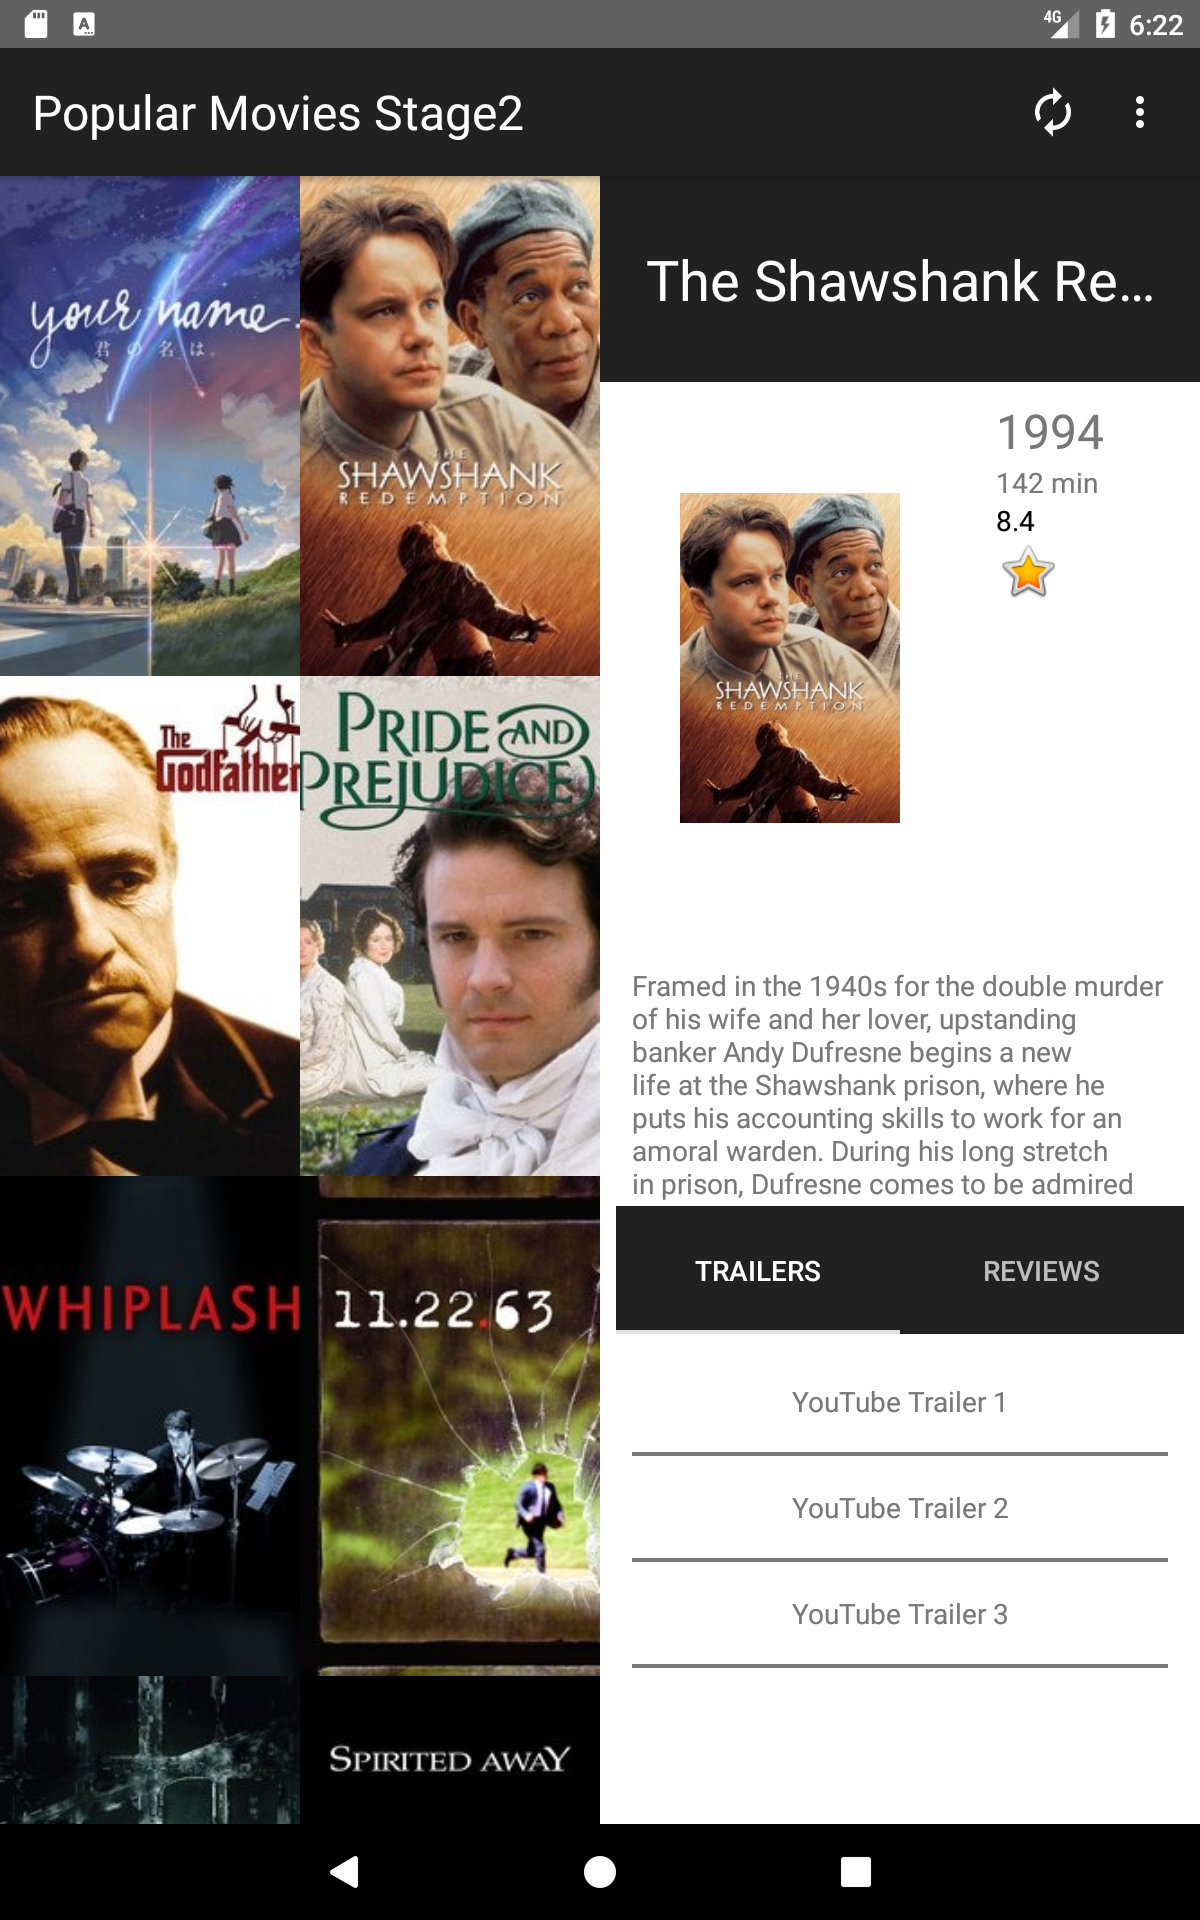 4G 6:22
Popular Movies Stage2
your name.
君の名は.
THE
SHAWSHANK
REDEMPTION
The
Godfather
PRIDE AND
PREJUDICE
WHIPLASH
11.22.63
SPIRITED AWAY
The Shawshank Re…
1994
142 min
8.4
THE
SHAWSHANK
REDEMPTION
Framed in the 1940s for the double murder
of his wife and her lover, upstanding
banker Andy Dufresne begins a new
life at the Shawshank prison, where he
puts his accounting skills to work for an
amoral warden. During his long stretch
in prison, Dufresne comes to be admired
TRAILERS REVIEWS
YouTube Trailer 1
YouTube Trailer 2
YouTube Trailer 3